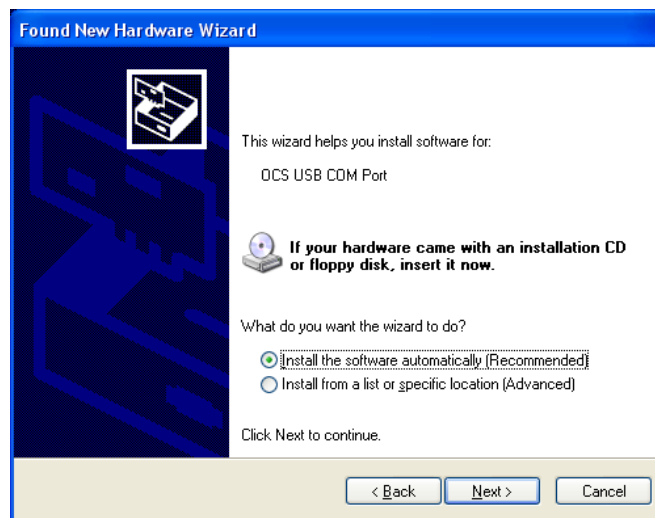 Found New Hardware Wizard
This wizard helps you install software for:
OCS USB COM Port
If your hardware came with an installation CD
or floppy disk, insert it now.
What do you want the wizard to do?
Install the software automatically (Recommended)
Install from a list or specific location (Advanced)
Click Next to continue.
< Back Next > Cancel